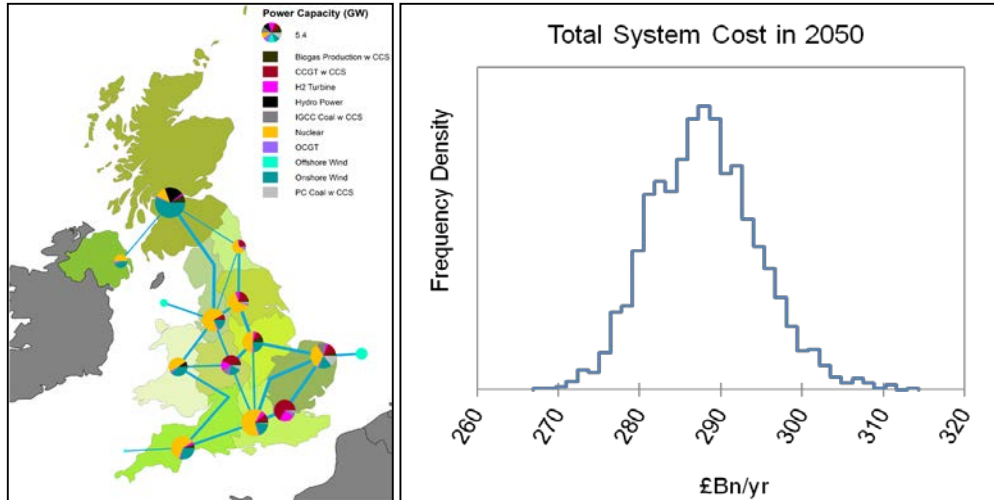 Power Capacity (GW)
5.4
Biogas Production w CCS
CCGT w CCS
H2 Turbine
Hydro Power
IGCC Coal w CCS
Nuclear
OCGT
Offshore Wind
Onshore Wind
PC Coal w CCS
Total System Cost in 2050
Frequency Density
260
270
280
290
300
310
320
£Bn/yr